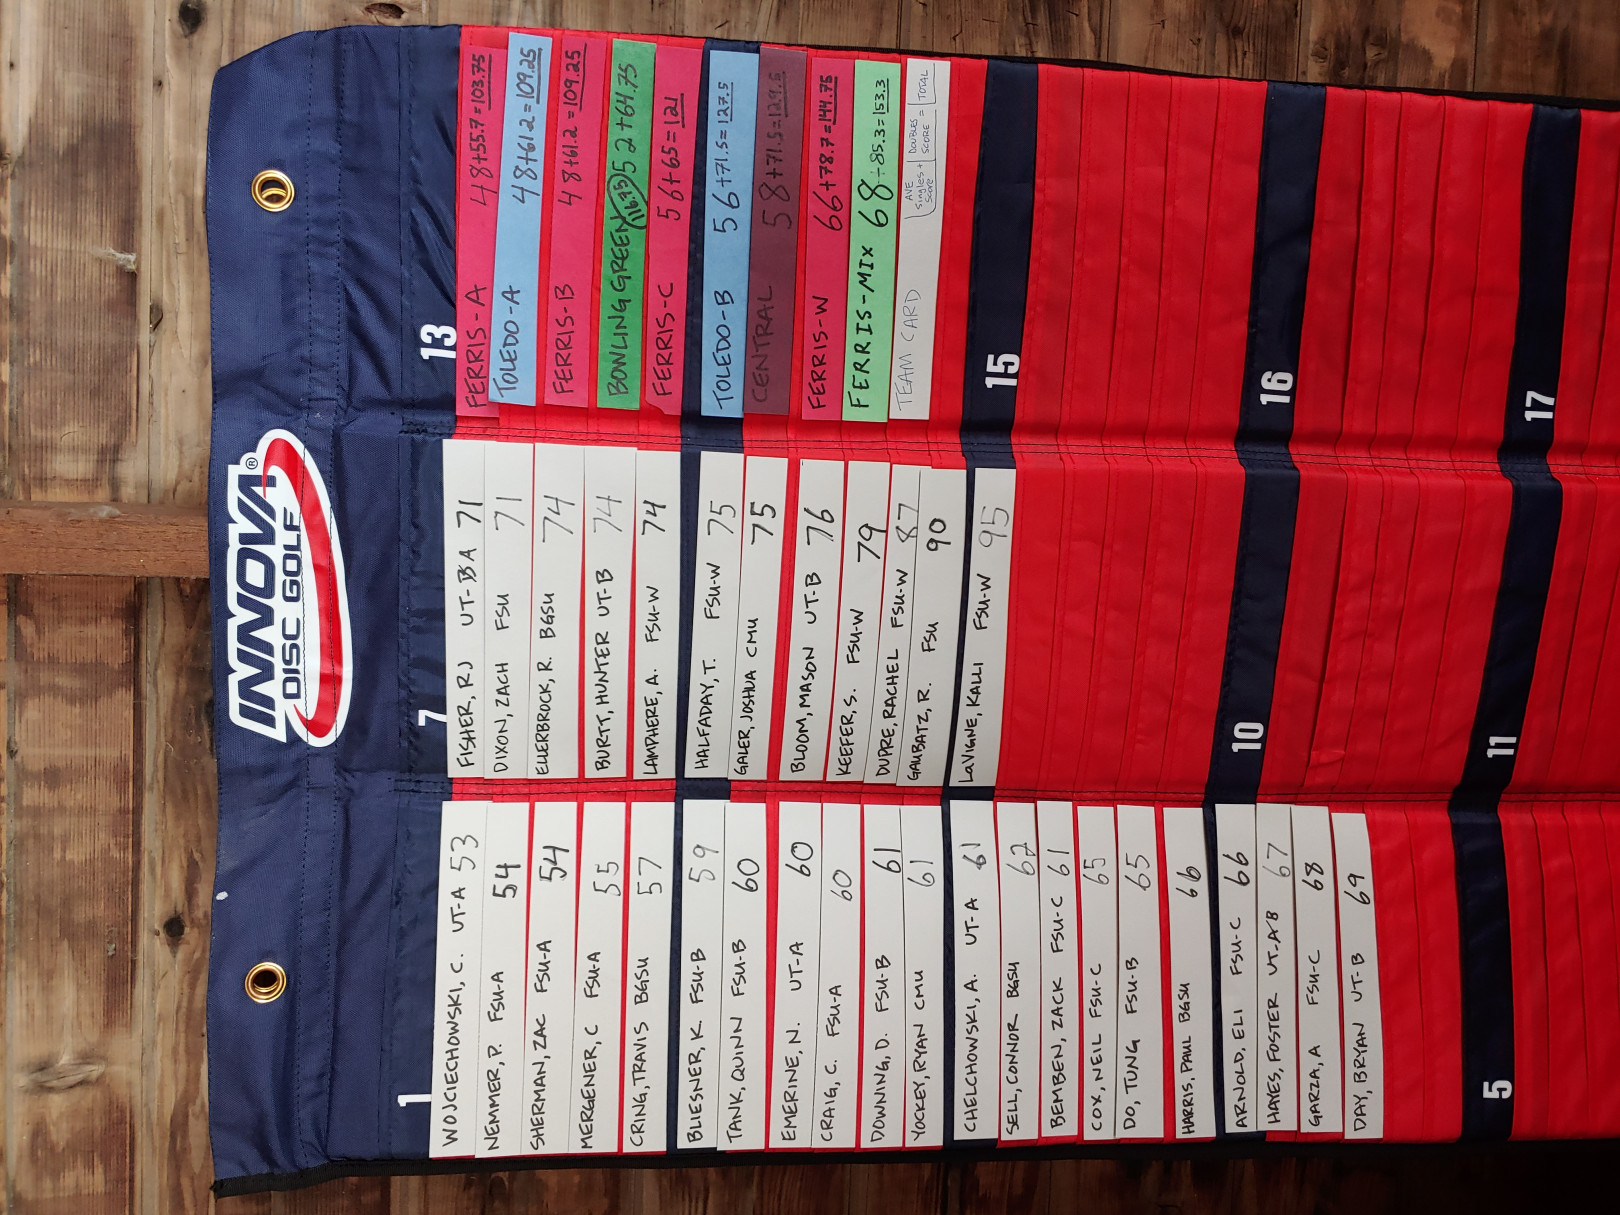 INNOVA®
DISC GOLF
1
WOJCIECHOWSKI, C. UT-A 53
NEMMER, P. FSU-A 54
SHERMAN, ZAC FSU-A 54
MERGENER, C FSU-A 55
CRING, TRAVIS BGSU 57
BLIESNER, K. FSU-B 59
TANK, QUINN FSU-B 60
EMERINE, N. UT-A 60
CRAIG, C. FSU-A 60
DOWNING, D. FSU-B 61
YOCKEY, RYAN CMU 61
CHELCHOWSKI, A. UT-A 61
SELL, CONNOR BGSU 62
BEMBEN, ZACK FSU-C 61
COX, NEIL FSU-C 65
DO, TUNG FSU-B 65
HARRIS, PAUL BGSU 66
ARNOLD, ELI FSU-C 66
HAYES, FOSTER UT-A/B 67
GARZA, A FSU-C 68
DAY, BRYAN UT-B 69
5
7
FISHER, RJ UT-BA 71
DIXON, ZACH FSU 71
ELLERBROCK, R. BGSU 74
BURTT, HUNTER UT-B 74
LAMPHERE, A. FSU-W 74
HALFADAY, T. FSU-W 75
GALER, JOSHUA CMU 75
BLOOM, MASON UT-B 76
KEEFER, S. FSU-W 79
DUPRE, RACHEL FSU-W 87
GAUBATZ, R. FSU 90
LaVIGNE, KALLI FSU-W 95
10
11
13
FERRIS-A 48+55.7=103.75
TOLEDO-A 48+61.2=109.25
FERRIS-B 48+61.2=109.25
BOWLING GREEN (116.75) 52+64.75
FERRIS-C 56+65=121
TOLEDO-B 56+71.5=127.5
CENTRAL 58+71.5=129.5
FERRIS-W 66+78.7=144.75
FERRIS-MIX 68÷85.3=153.3
TEAM CARD AVE singles score + DOUBLES SCORE = TOTAL
15
16
17